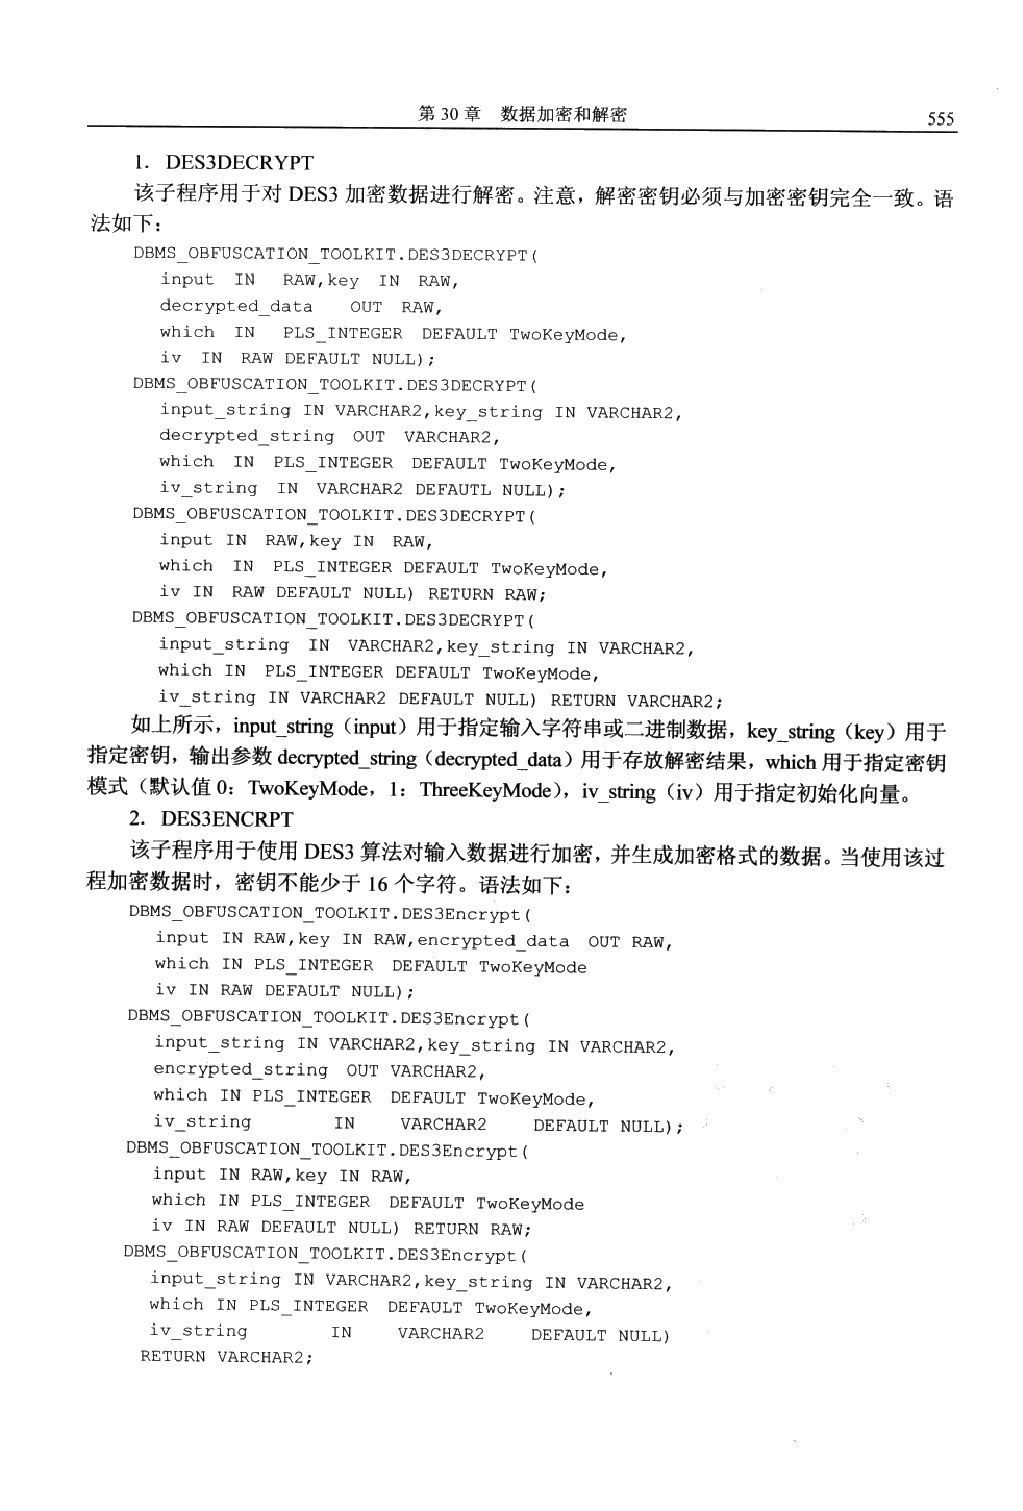 第 30 章 数据加密和解密 555
1. DES3DECRYPT
该子程序用于对 DES3 加密数据进行解密。注意，解密密钥必须与加密密钥完全一致。语
法如下：
DBMS_OBFUSCATION_TOOLKIT.DES3DECRYPT(
input IN RAW,key IN RAW,
decrypted_data OUT RAW,
which IN PLS_INTEGER DEFAULT TwoKeyMode,
iv IN RAW DEFAULT NULL);
DBMS_OBFUSCATION_TOOLKIT.DES3DECRYPT(
input_string IN VARCHAR2,key_string IN VARCHAR2,
decrypted_string OUT VARCHAR2,
which IN PLS_INTEGER DEFAULT TwoKeyMode,
iv_string IN VARCHAR2 DEFAUTL NULL);
DBMS_OBFUSCATION_TOOLKIT.DES3DECRYPT(
input IN RAW,key IN RAW,
which IN PLS_INTEGER DEFAULT TwoKeyMode,
iv IN RAW DEFAULT NULL) RETURN RAW;
DBMS_OBFUSCATION_TOOLKIT.DES3DECRYPT(
input_string IN VARCHAR2,key_string IN VARCHAR2,
which IN PLS_INTEGER DEFAULT TwoKeyMode,
iv_string IN VARCHAR2 DEFAULT NULL) RETURN VARCHAR2;
如上所示，input_string（input）用于指定输入字符串或二进制数据，key_string（key）用于
指定密钥，输出参数 decrypted_string（decrypted_data）用于存放解密结果，which 用于指定密钥
模式（默认值 0：TwoKeyMode，1：ThreeKeyMode），iv_string（iv）用于指定初始化向量。
2. DES3ENCRPT
该子程序用于使用 DES3 算法对输入数据进行加密，并生成加密格式的数据。当使用该过
程加密数据时，密钥不能少于 16 个字符。语法如下：
DBMS_OBFUSCATION_TOOLKIT.DES3Encrypt(
input IN RAW,key IN RAW,encrypted_data OUT RAW,
which IN PLS_INTEGER DEFAULT TwoKeyMode
iv IN RAW DEFAULT NULL);
DBMS_OBFUSCATION_TOOLKIT.DES3Encrypt(
input_string IN VARCHAR2,key_string IN VARCHAR2,
encrypted_string OUT VARCHAR2,
which IN PLS_INTEGER DEFAULT TwoKeyMode,
iv_string IN VARCHAR2 DEFAULT NULL);
DBMS_OBFUSCATION_TOOLKIT.DES3Encrypt(
input IN RAW,key IN RAW,
which IN PLS_INTEGER DEFAULT TwoKeyMode
iv IN RAW DEFAULT NULL) RETURN RAW;
DBMS_OBFUSCATION_TOOLKIT.DES3Encrypt(
input_string IN VARCHAR2,key_string IN VARCHAR2,
which IN PLS_INTEGER DEFAULT TwoKeyMode,
iv_string IN VARCHAR2 DEFAULT NULL)
RETURN VARCHAR2;